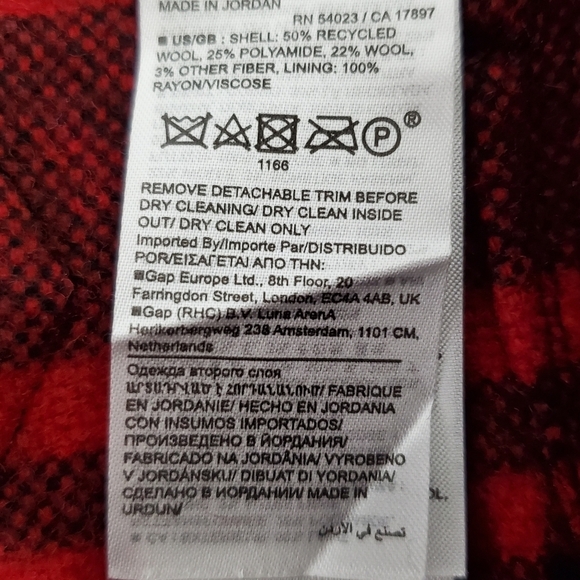 MADE IN JORDAN
RN 54023 / CA 17897
■ US/GB : SHELL: 50% RECYCLED
WOOL, 25% POLYAMIDE, 22% WOOL,
3% OTHER FIBER, LINING: 100%
RAYON/VISCOSE
P ®
1166
REMOVE DETACHABLE TRIM BEFORE
DRY CLEANING/ DRY CLEAN INSIDE
OUT/ DRY CLEAN ONLY
Imported By/Importe Par/DISTRIBUIDO
POR/ΕΙΣΑΓΕΤΑΙ ΑΠΟ ΤΗΝ:
■Gap Europe Ltd., 8th Floor, 20
Farringdon Street, London, EC4A 4AB, UK
■Gap (RHC) B.V. Luna ArenA
Herikerbergweg 238 Amsterdam, 1101 CM,
Netherlands
Одежда второго слоя
ԱՐՏԱԴՐՎԱԾ Է ՀՈՐԴԱՆԱՆՈՒՄ/ FABRIQUE
EN JORDANIE/ HECHO EN JORDANIA
CON INSUMOS IMPORTADOS/
ПРОИЗВЕДЕНО В ЙОРДАНИЯ/
FABRICADO NA JORDÂNIA/ VYROBENO
V JORDÁNSKU/ DIBUAT DI YORDANIA/
СДЕЛАНО В ИОРДАНИИ/ MADE IN
URDUN/
تصنع في الأردن